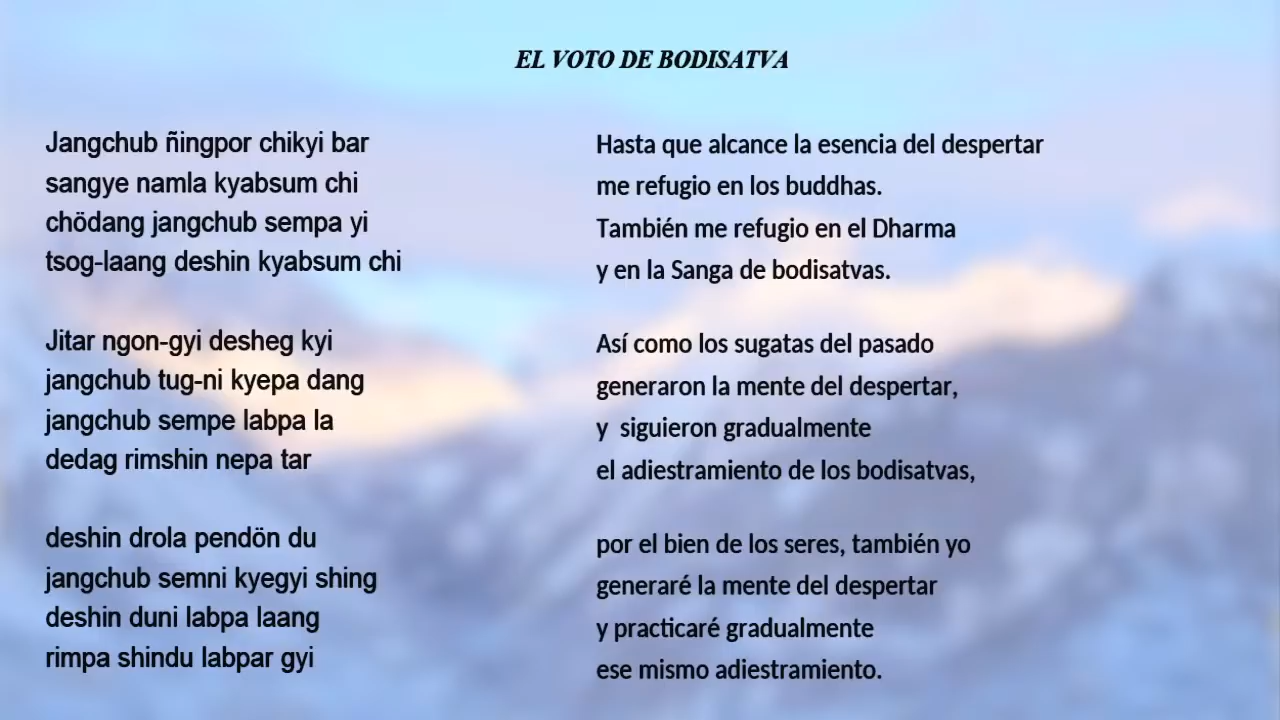 EL VOTO DE BODISATVA
Jangchub ñingpor chikyi bar
sangye namla kyabsum chi
chödang jangchub sempa yi
tsog-laang deshin kyabsum chi
Jitar ngon-gyi desheg kyi
jangchub tug-ni kyepa dang
jangchub sempe labpa la
dedag rimshin nepa tar
deshin drola pendön du
jangchub semni kyegyi shing
deshin duni labpa laang
rimpa shindu labpar gyi
Hasta que alcance la esencia del despertar
me refugio en los buddhas.
También me refugio en el Dharma
y en la Sanga de bodisatvas.
Así como los sugatas del pasado
generaron la mente del despertar,
y  siguieron gradualmente
el adiestramiento de los bodisatvas,
por el bien de los seres, también yo
generaré la mente del despertar
y practicaré gradualmente
ese mismo adiestramiento.